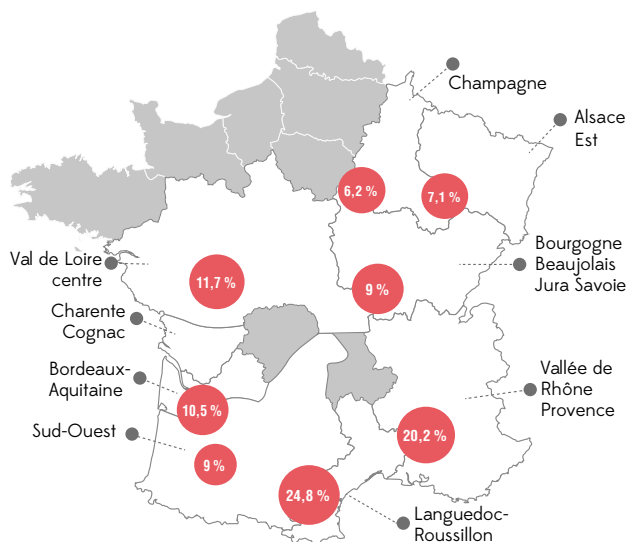 Champagne
Alsace
Est
6,2 %
7,1 %
Val de Loire
centre
11,7 %
Bourgogne
Beaujolais
Jura Savoie
9 %
Charente
Cognac
Bordeaux-
Aquitaine
10,5 %
Vallée de
Rhône
Provence
20,2 %
Sud-Ouest
9 %
24,8 %
Languedoc-
Roussillon